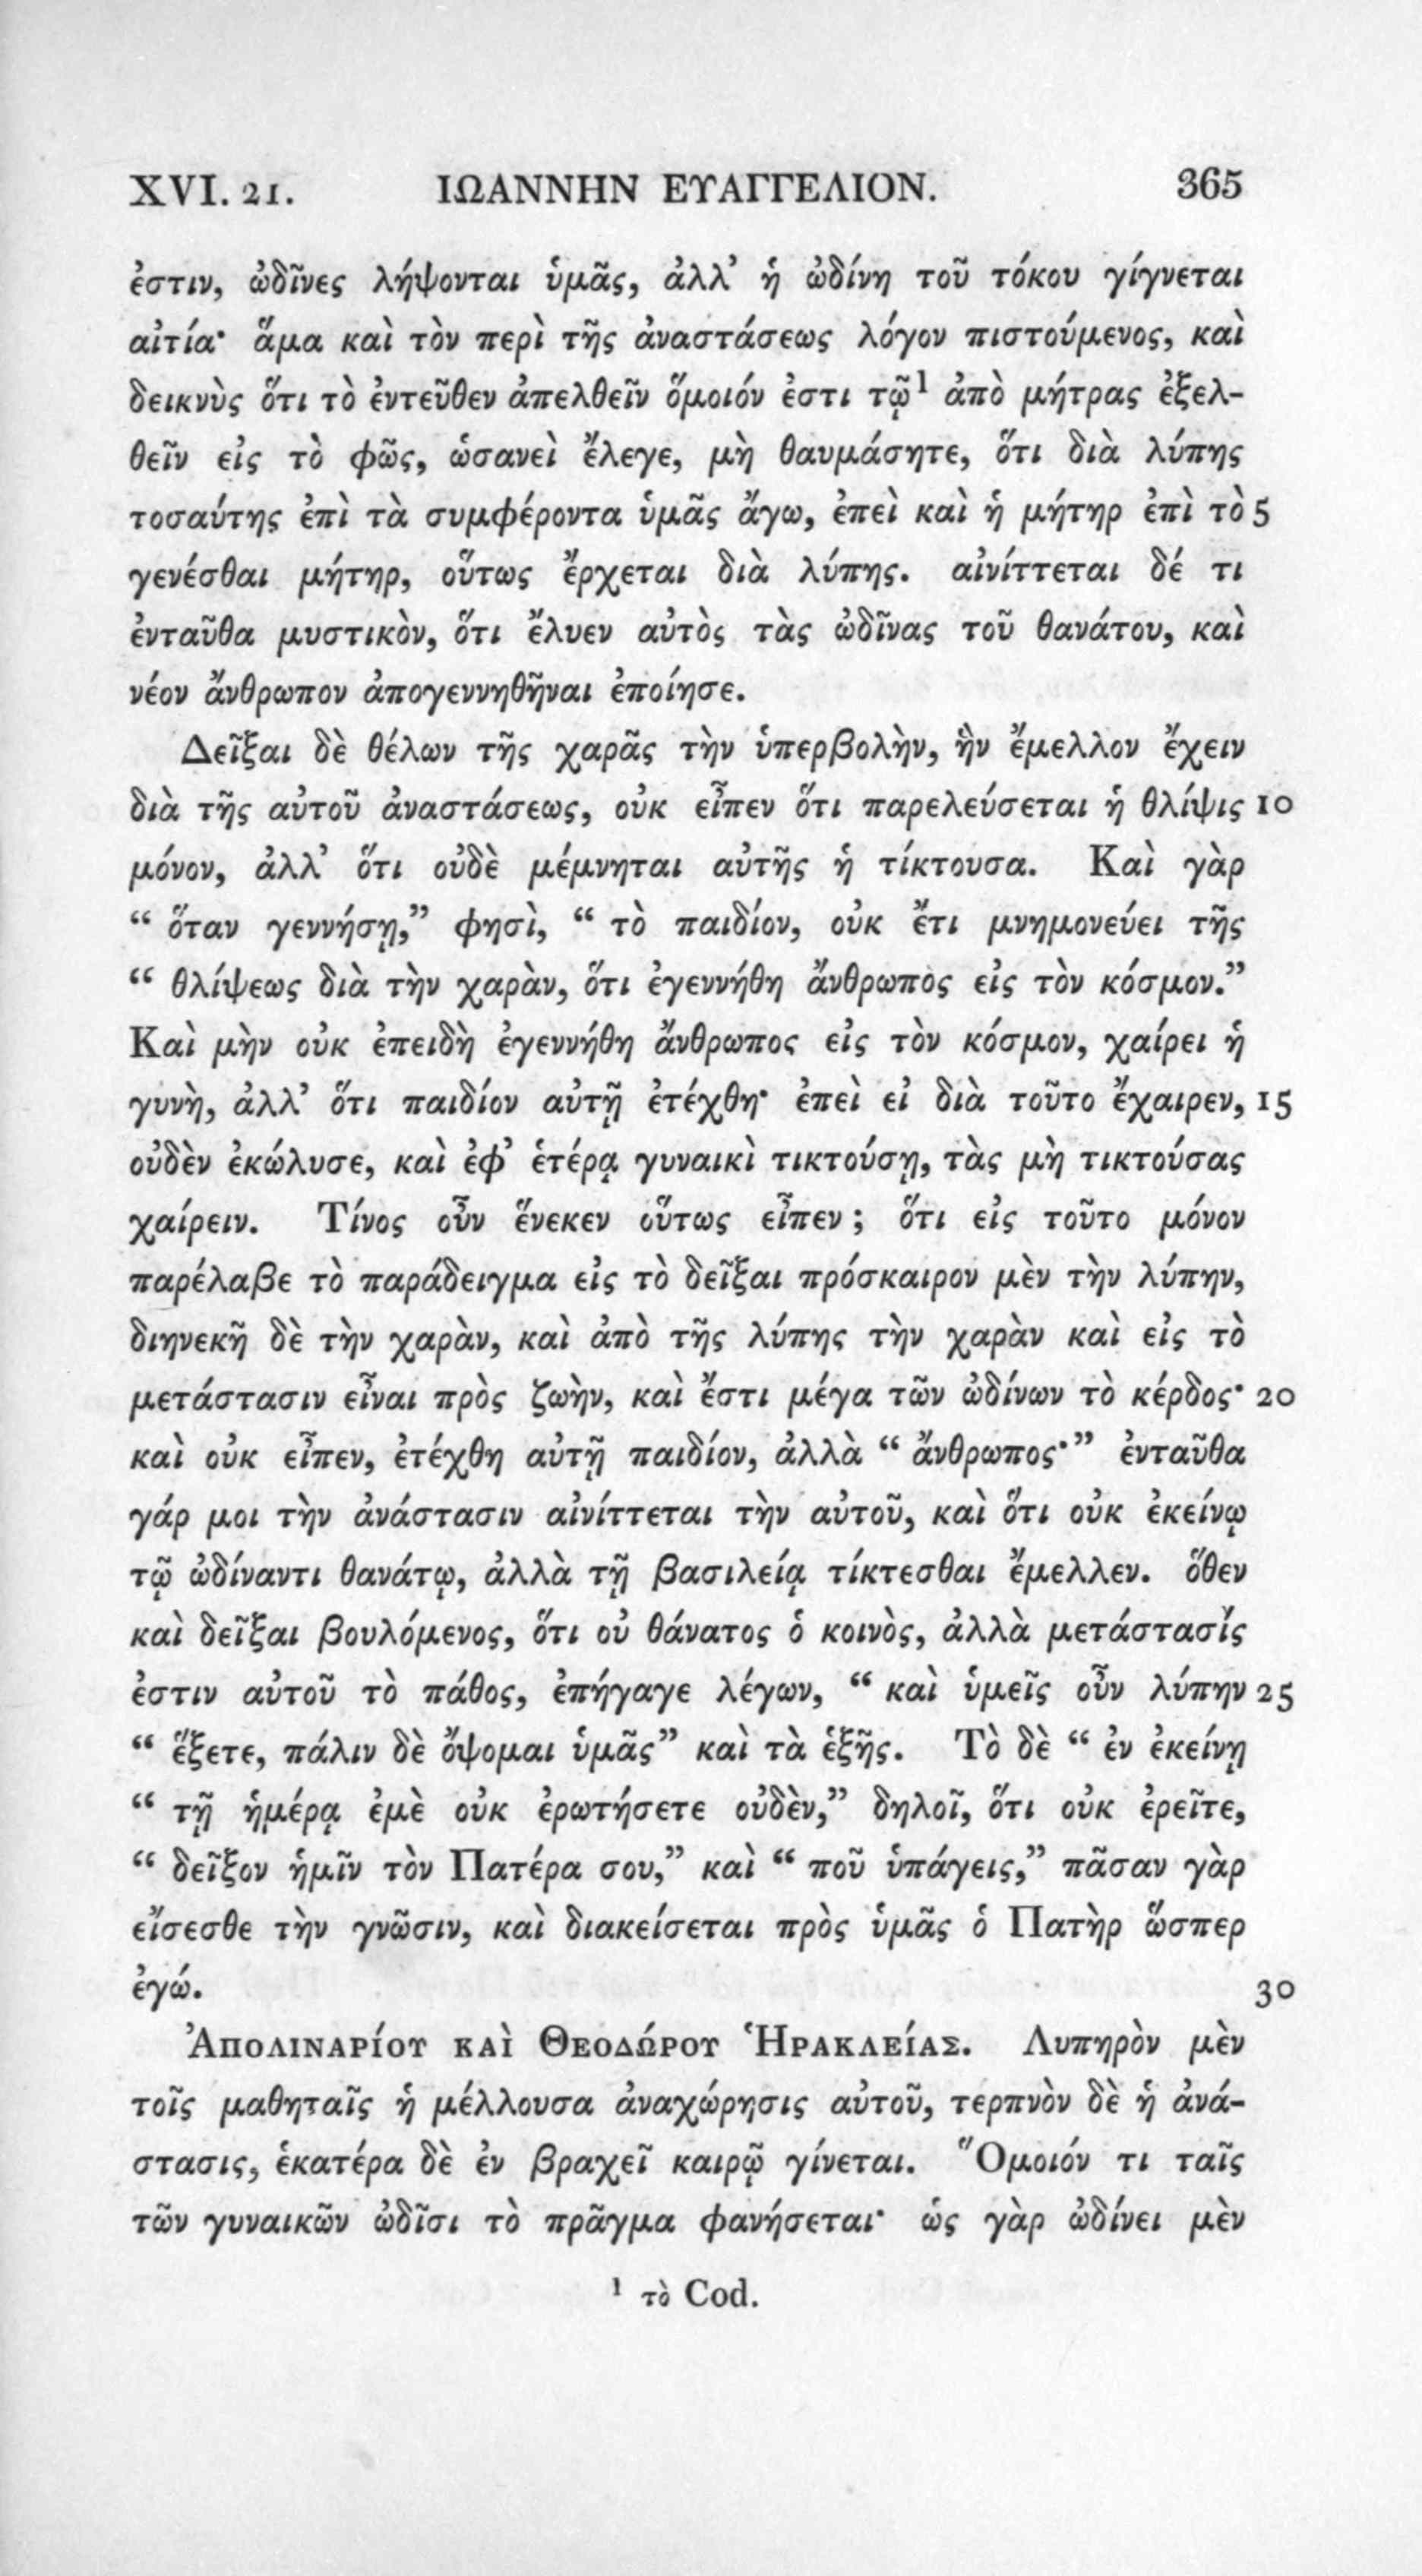 XVI. 21. ΙΩΑΝΝΗΝ ΕΥΑΓΓΕΛΙΟΝ. 365
ἐστιν, ὠδῖνες λήψονται ὑμᾶς, ἀλλ’ ἡ ὠδίνη τοῦ τόκου γίγνεται
αἰτία· ἅμα καὶ τὸν περὶ τῆς ἀναστάσεως λόγον πιστούμενος, καὶ
δεικνὺς ὅτι τὸ ἐντεῦθεν ἀπελθεῖν ὅμοιόν ἐστι τῷ¹ ἀπὸ μήτρας ἐξελ-
θεῖν εἰς τὸ φῶς, ὡσανεὶ ἔλεγε, μὴ θαυμάσητε, ὅτι διὰ λύπης
τοσαύτης ἐπὶ τὰ συμφέροντα ὑμᾶς ἄγω, ἐπεὶ καὶ ἡ μήτηρ ἐπὶ τὸ 5
γενέσθαι μήτηρ, οὕτως ἔρχεται διὰ λύπης. αἰνίττεται δέ τι
ἐνταῦθα μυστικὸν, ὅτι ἔλυεν αὐτὸς τὰς ὠδῖνας τοῦ θανάτου, καὶ
νέον ἄνθρωπον ἀπογεννηθῆναι ἐποίησε.
Δεῖξαι δὲ θέλων τῆς χαρᾶς τὴν ὑπερβολὴν, ἣν ἔμελλον ἔχειν
διὰ τῆς αὐτοῦ ἀναστάσεως, οὐκ εἶπεν ὅτι παρελεύσεται ἡ θλίψις 10
μόνον, ἀλλ’ ὅτι οὐδὲ μέμνηται αὐτῆς ἡ τίκτουσα. Καὶ γὰρ
“ ὅταν γεννήσῃ,” φησὶ, “ τὸ παιδίον, οὐκ ἔτι μνημονεύει τῆς
“ θλίψεως διὰ τὴν χαρὰν, ὅτι ἐγεννήθη ἄνθρωπὸς εἰς τὸν κόσμον.”
Καὶ μὴν οὐκ ἐπειδὴ ἐγεννήθη ἄνθρωπος εἰς τὸν κόσμον, χαίρει ἡ
γυνὴ, ἀλλ’ ὅτι παιδίον αὐτῇ ἐτέχθη· ἐπεὶ εἰ διὰ τοῦτο ἔχαιρεν, 15
οὐδὲν ἐκώλυσε, καὶ ἐφ’ ἑτέρᾳ γυναικὶ τικτούσῃ, τὰς μὴ τικτούσας
χαίρειν. Τίνος οὖν ἕνεκεν οὕτως εἶπεν ; ὅτι εἰς τοῦτο μόνον
παρέλαβε τὸ παράδειγμα εἰς τὸ δεῖξαι πρόσκαιρον μὲν τὴν λύπην,
διηνεκῆ δὲ τὴν χαρὰν, καὶ ἀπὸ τῆς λύπης τὴν χαρὰν καὶ εἰς τὸ
μετάστασιν εἶναι πρὸς ζωὴν, καὶ ἔστι μέγα τῶν ὠδίνων τὸ κέρδος· 20
καὶ οὐκ εἶπεν, ἐτέχθη αὐτῇ παιδίον, ἀλλὰ “ ἄνθρωπος·” ἐνταῦθα
γάρ μοι τὴν ἀνάστασιν αἰνίττεται τὴν αὐτοῦ, καὶ ὅτι οὐκ ἐκείνῳ
τῷ ὠδίναντι θανάτῳ, ἀλλὰ τῇ βασιλείᾳ τίκτεσθαι ἔμελλεν. ὅθεν
καὶ δεῖξαι βουλόμενος, ὅτι οὐ θάνατος ὁ κοινὸς, ἀλλὰ μετάστασίς
ἐστιν αὐτοῦ τὸ πάθος, ἐπήγαγε λέγων, “ καὶ ὑμεῖς οὖν λύπην 25
“ ἕξετε, πάλιν δὲ ὄψομαι ὑμᾶς” καὶ τὰ ἑξῆς. Τὸ δὲ “ ἐν ἐκείνῃ
“ τῇ ἡμέρᾳ ἐμὲ οὐκ ἐρωτήσετε οὐδὲν,” δηλοῖ, ὅτι οὐκ ἐρεῖτε,
“ δεῖξον ἡμῖν τὸν Πατέρα σου,” καὶ “ ποῦ ὑπάγεις,” πᾶσαν γὰρ
εἴσεσθε τὴν γνῶσιν, καὶ διακείσεται πρὸς ὑμᾶς ὁ Πατὴρ ὥσπερ
ἐγώ. 30
Ἀπολιναρίου καὶ Θεοδώρου Ἡρακλείας. Λυπηρὸν μὲν
τοῖς μαθηταῖς ἡ μέλλουσα ἀναχώρησις αὐτοῦ, τερπνὸν δὲ ἡ ἀνά-
στασις, ἑκατέρα δὲ ἐν βραχεῖ καιρῷ γίνεται. Ὅμοιόν τι ταῖς
τῶν γυναικῶν ὠδῖσι τὸ πρᾶγμα φανήσεται· ὡς γὰρ ὠδίνει μὲν
¹ τὸ Cod.